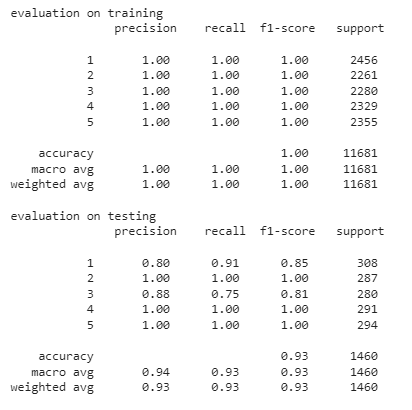 evaluation on training
precision recall f1-score support
1 1.00 1.00 1.00 2456
2 1.00 1.00 1.00 2261
3 1.00 1.00 1.00 2280
4 1.00 1.00 1.00 2329
5 1.00 1.00 1.00 2355
accuracy 1.00 11681
macro avg 1.00 1.00 1.00 11681
weighted avg 1.00 1.00 1.00 11681
evaluation on testing
precision recall f1-score support
1 0.80 0.91 0.85 308
2 1.00 1.00 1.00 287
3 0.88 0.75 0.81 280
4 1.00 1.00 1.00 291
5 1.00 1.00 1.00 294
accuracy 0.93 1460
macro avg 0.94 0.93 0.93 1460
weighted avg 0.93 0.93 0.93 1460